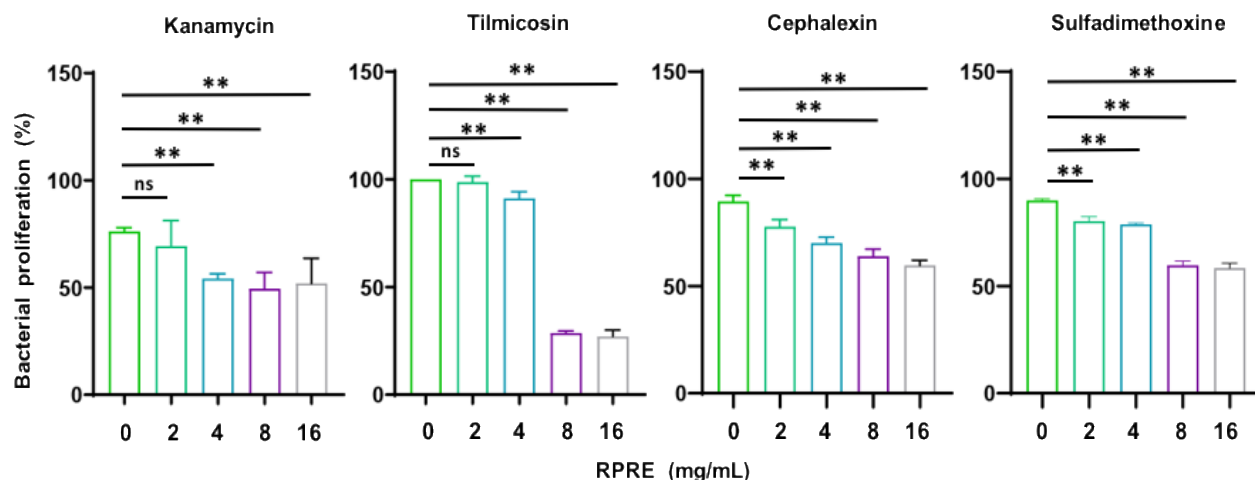 Kanamycin
Tilmicosin
Cephalexin
Sulfadimethoxine
Bacterial proliferation (%)
150
100
50
0
**
**
**
ns
0 2 4 8 16
150
100
50
0
**
**
**
ns
0 2 4 8 16
150
100
50
0
**
**
**
**
0 2 4 8 16
150
100
50
0
**
**
**
**
0 2 4 8 16
RPRE (mg/mL)